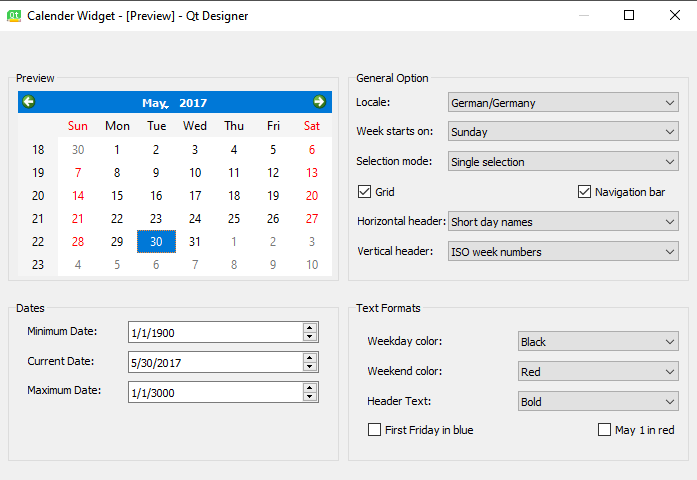 Calender Widget - [Preview] - Qt Designer
Preview
May 2017
Sun Mon Tue Wed Thu Fri Sat
18 30 1 2 3 4 5 6
19 7 8 9 10 11 12 13
20 14 15 16 17 18 19 20
21 21 22 23 24 25 26 27
22 28 29 30 31 1 2 3
23 4 5 6 7 8 9 10
General Option
Locale: German/Germany
Week starts on: Sunday
Selection mode: Single selection
Grid Navigation bar
Horizontal header: Short day names
Vertical header: ISO week numbers
Dates
Minimum Date: 1/1/1900
Current Date: 5/30/2017
Maximum Date: 1/1/3000
Text Formats
Weekday color: Black
Weekend color: Red
Header Text: Bold
First Friday in blue May 1 in red